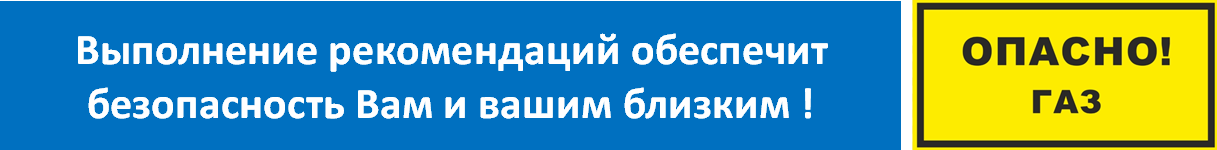 Выполнение рекомендаций обеспечит
безопасность Вам и вашим близким !
ОПАСНО!
ГАЗ